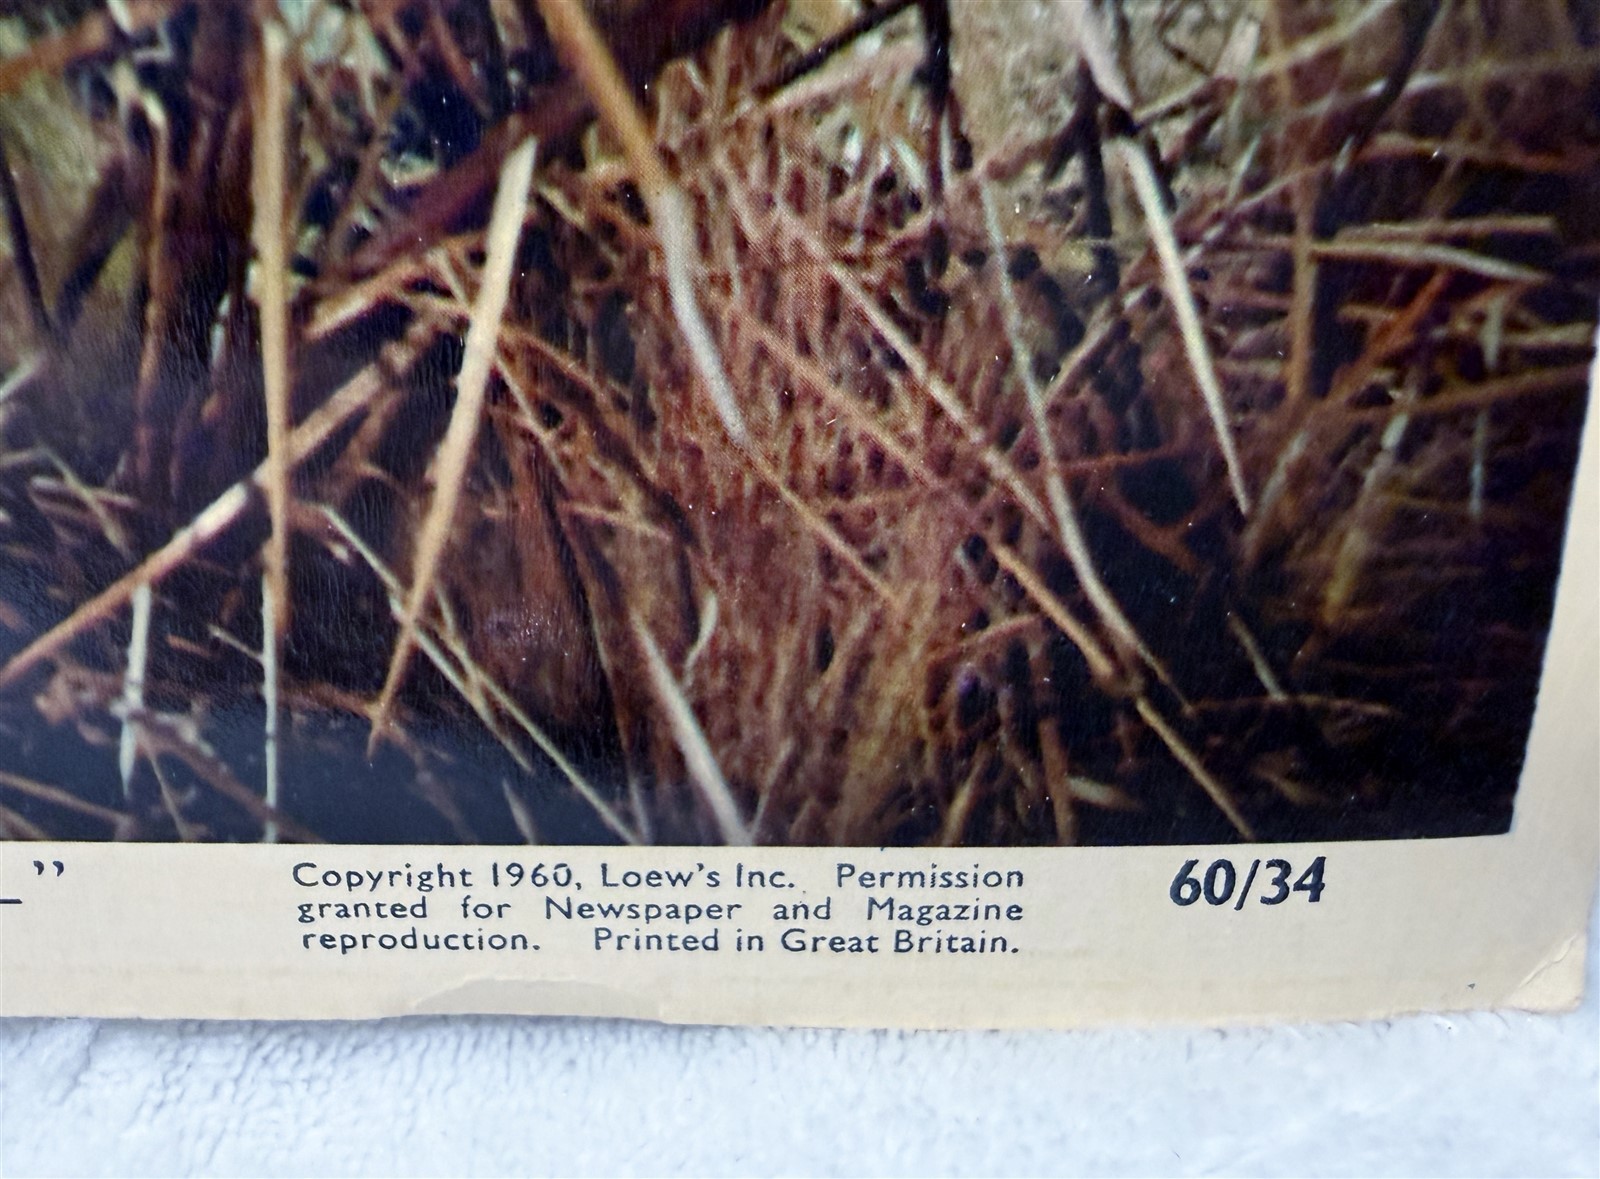 ”
Copyright 1960, Loew's Inc. Permission
granted for Newspaper and Magazine
reproduction. Printed in Great Britain.
60/34